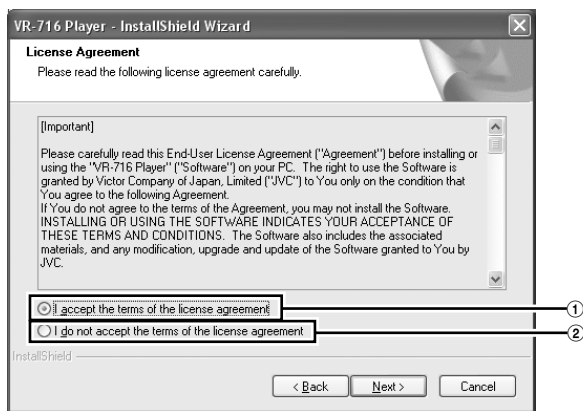 VR-716 Player - InstallShield Wizard
License Agreement
Please read the following license agreement carefully.
[Important]
Please carefully read this End-User License Agreement ("Agreement") before installing or
using the "VR-716 Player" ("Software") on your PC. The right to use the Software is
granted by Victor Company of Japan, Limited ("JVC") to You only on the condition that
You agree to the following Agreement.
If You do not agree to the terms of the Agreement, you may not install the Software.
INSTALLING OR USING THE SOFTWARE INDICATES YOUR ACCEPTANCE OF
THESE TERMS AND CONDITIONS. The Software also includes the associated
materials, and any modification, upgrade and update of the Software granted to You by
JVC.
I accept the terms of the license agreement
①
I do not accept the terms of the license agreement
②
InstallShield
< Back
Next >
Cancel